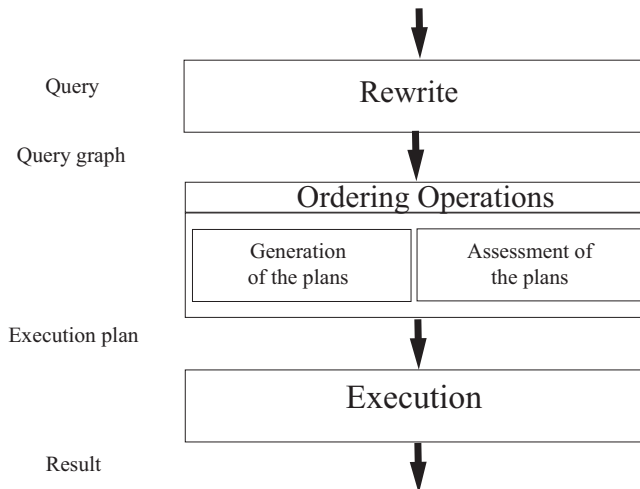 Query
Rewrite
Query graph
Ordering Operations
Generation
of the plans
Assessment of
the plans
Execution plan
Execution
Result